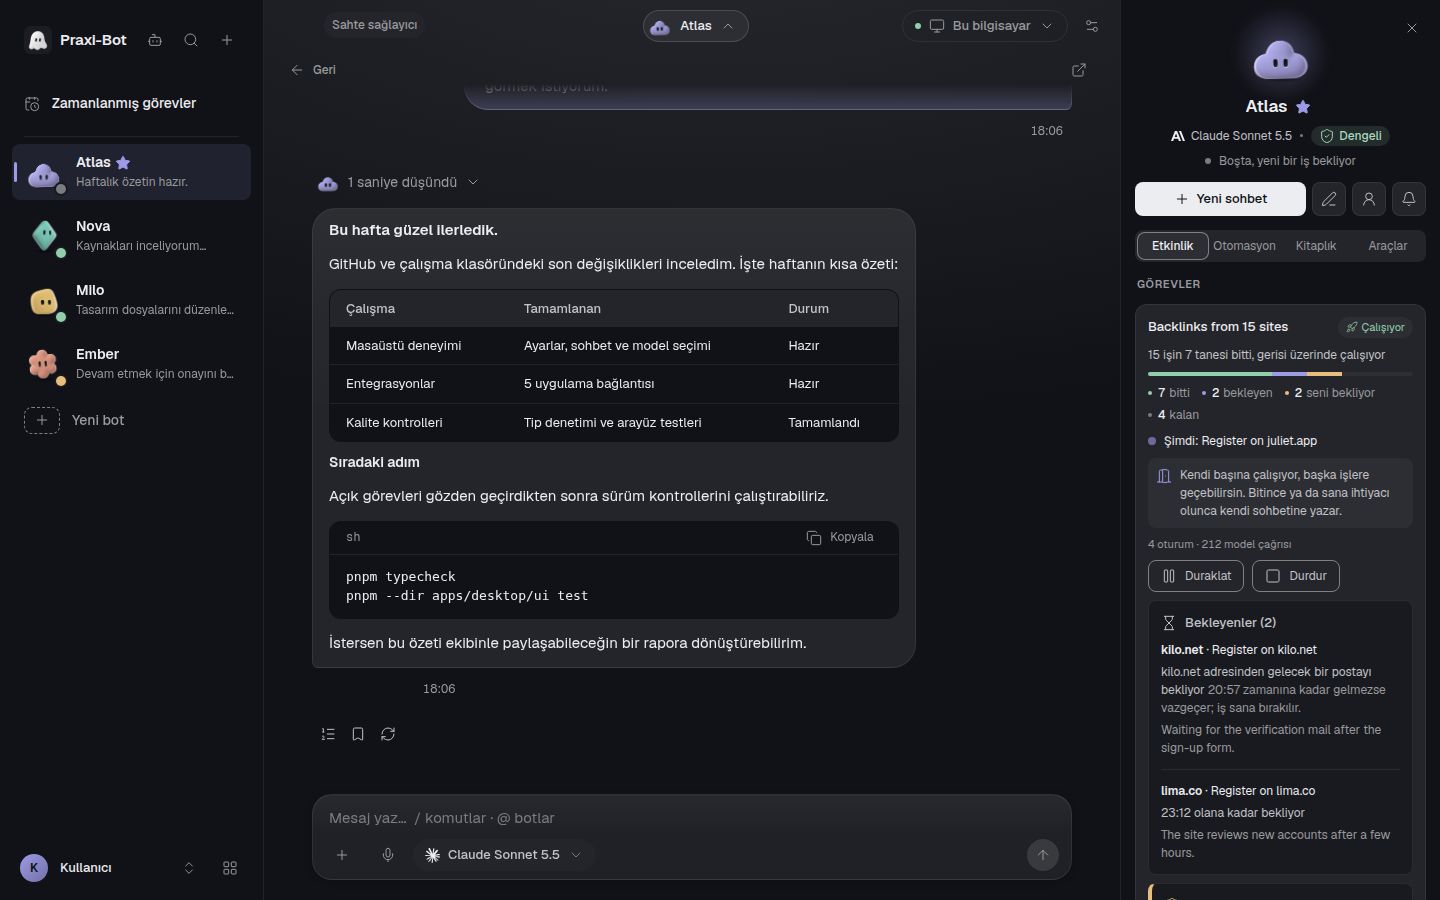 Praxi-Bot
Zamanlanmış görevler
Atlas
Haftalık özetin hazır.
Nova
Kaynakları inceliyorum…
Milo
Tasarım dosyalarını düzenle…
Ember
Devam etmek için onayını b…
Yeni bot
K
Kullanıcı
Sahte sağlayıcı
Atlas
Bu bilgisayar
Geri
görmek istiyorum.
18:06
1 saniye düşündü
Bu hafta güzel ilerledik.
GitHub ve çalışma klasöründeki son değişiklikleri inceledim. İşte haftanın kısa özeti:
Çalışma Tamamlanan Durum
Masaüstü deneyimi Ayarlar, sohbet ve model seçimi Hazır
Entegrasyonlar 5 uygulama bağlantısı Hazır
Kalite kontrolleri Tip denetimi ve arayüz testleri Tamamlandı
Sıradaki adım
Açık görevleri gözden geçirdikten sonra sürüm kontrollerini çalıştırabiliriz.
sh
Kopyala
pnpm typecheck
pnpm --dir apps/desktop/ui test
İstersen bu özeti ekibinle paylaşabileceğin bir rapora dönüştürebilirim.
18:06
Mesaj yaz… / komutlar · @ botlar
Claude Sonnet 5.5
Atlas
Claude Sonnet 5.5 • Dengeli
Boşta, yeni bir iş bekliyor
Yeni sohbet
Etkinlik Otomasyon Kitaplık Araçlar
GÖREVLER
Backlinks from 15 sites
Çalışıyor
15 işin 7 tanesi bitti, gerisi üzerinde çalışıyor
7 bitti 2 bekleyen 2 seni bekliyor
4 kalan
Şimdi: Register on juliet.app
Kendi başına çalışıyor, başka işlere
geçebilirsin. Bitince ya da sana ihtiyacı
olunca kendi sohbetine yazar.
4 oturum · 212 model çağrısı
Duraklat
Durdur
Bekleyenler (2)
kilo.net · Register on kilo.net
kilo.net adresinden gelecek bir postayı
bekliyor 20:57 zamanına kadar gelmezse
vazgeçer; iş sana bırakılır.
Waiting for the verification mail after the
sign-up form.
lima.co · Register on lima.co
23:12 olana kadar bekliyor
The site reviews new accounts after a few
hours.